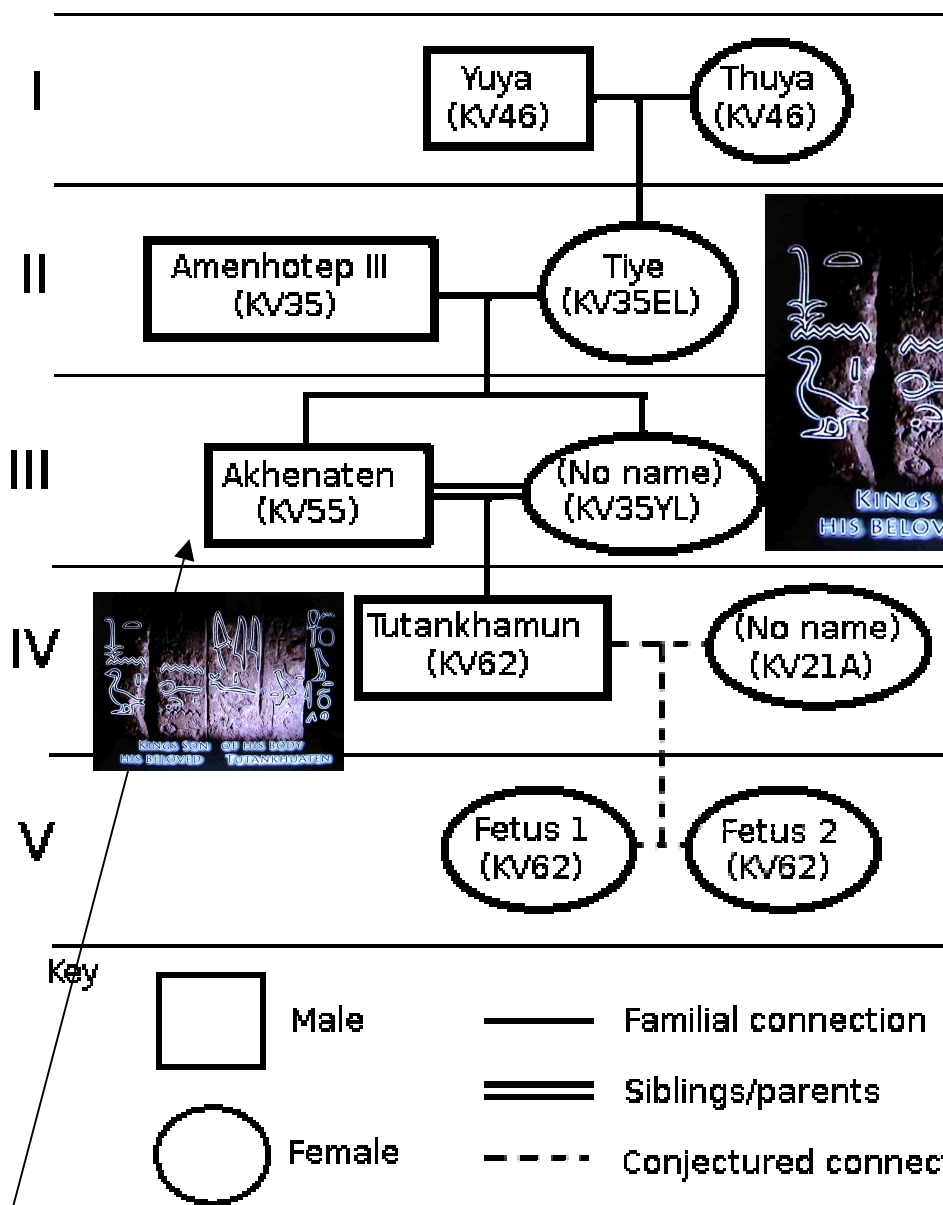 I
Yuya
(KV46)
Thuya
(KV46)
II
Amenhotep III
(KV35)
Tiye
(KV35EL)
KINGS
HIS BELOV
III
Akhenaten
(KV55)
(No name)
(KV35YL)
IV
Tutankhamun
(KV62)
(No name)
(KV21A)
KINGS SON OF HIS BODY
HIS BELOVED TUTANKHUATEN
V
Fetus 1
(KV62)
Fetus 2
(KV62)
Key
Male
Familial connection
Siblings/parents
Female
Conjectured connect